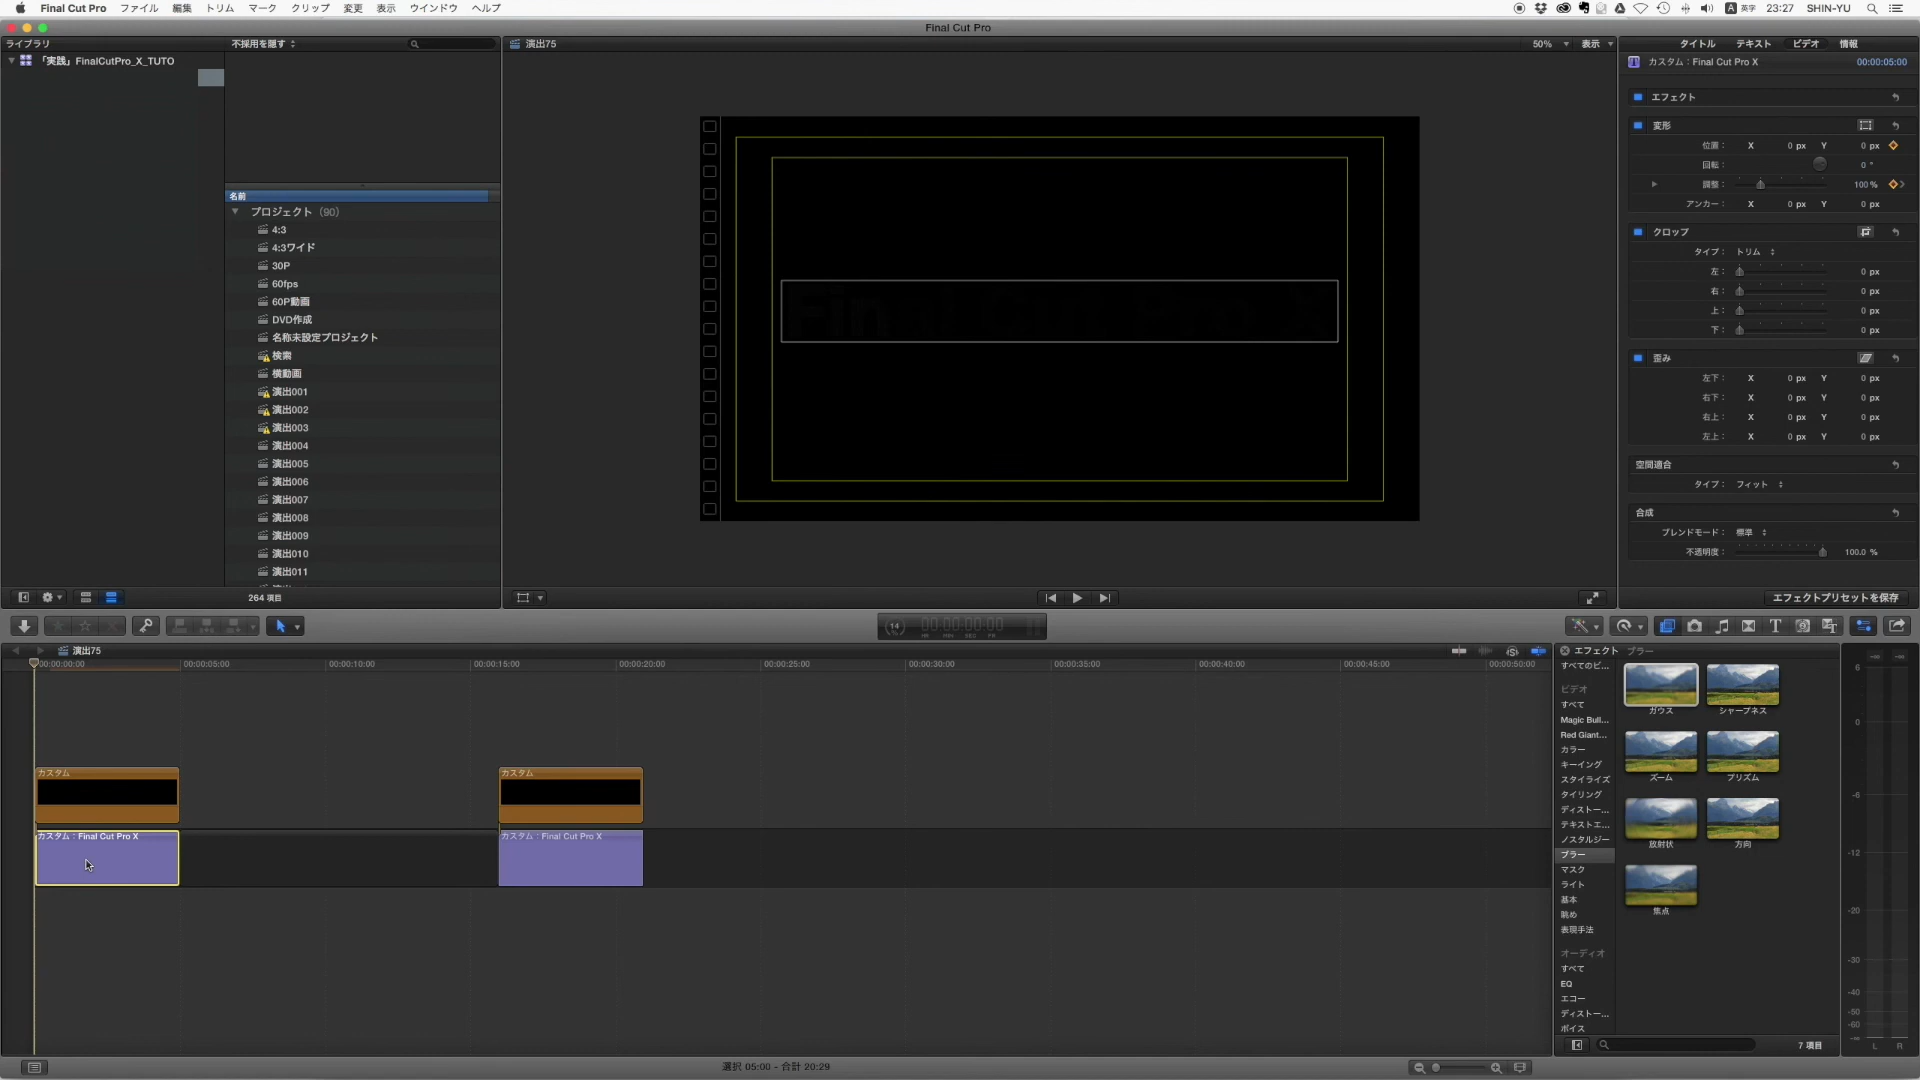 Final Cut Pro ファイル 編集 トリム マーク クリップ 変更 表示 ウインドウ ヘルプ
英字 23:27 SHIN-YU
Final Cut Pro
ライブラリ
不採用を隠す
演出75
50% 表示
タイトル テキスト ビデオ 情報
「実践」FinalCutPro_X_TUTO
カスタム：Final Cut Pro X 00:00:05:00
エフェクト
変形
位置： X 0 px Y 0 px
回転： 0 °
調整： 100 %
アンカー： X 0 px Y 0 px
クロップ
タイプ： トリム
左： 0 px
右： 0 px
上： 0 px
下： 0 px
歪み
左下： X 0 px Y 0 px
右下： X 0 px Y 0 px
右上： X 0 px Y 0 px
左上： X 0 px Y 0 px
空間適合
タイプ： フィット
合成
ブレンドモード： 標準
不透明度： 100.0 %
エフェクトプリセットを保存
名前
プロジェクト (90)
4:3
4:3ワイド
30P
60fps
60P動画
DVD作成
名称未設定プロジェクト
検索
横動画
演出001
演出002
演出003
演出004
演出005
演出006
演出007
演出008
演出009
演出010
演出011
264 項目
14 00:00:00:00
HR MIN SEC FR
演出75
00:00:00:00 00:00:05:00 00:00:10:00 00:00:15:00 00:00:20:00 00:00:25:00 00:00:30:00 00:00:35:00 00:00:40:00 00:00:45:00 00:00:50:00
カスタム
カスタム
カスタム：Final Cut Pro X
カスタム：Final Cut Pro X
エフェクト ブラー
すべてのビ...
ビデオ
すべて
Magic Bull...
Red Giant...
カラー
キーイング
スタイライズ
タイリング
ディストー...
テキストエ...
ノスタルジー
ブラー
マスク
ライト
基本
眺め
表現手法
オーディオ
すべて
EQ
エコー
ディストー...
ボイス
ガウス シャープネス
ズーム プリズム
放射状 方向
焦点
7 項目
6
0
-6
-12
-20
-30
-40
-50
-60
-∞
L R
選択 05:00 - 合計 20:29